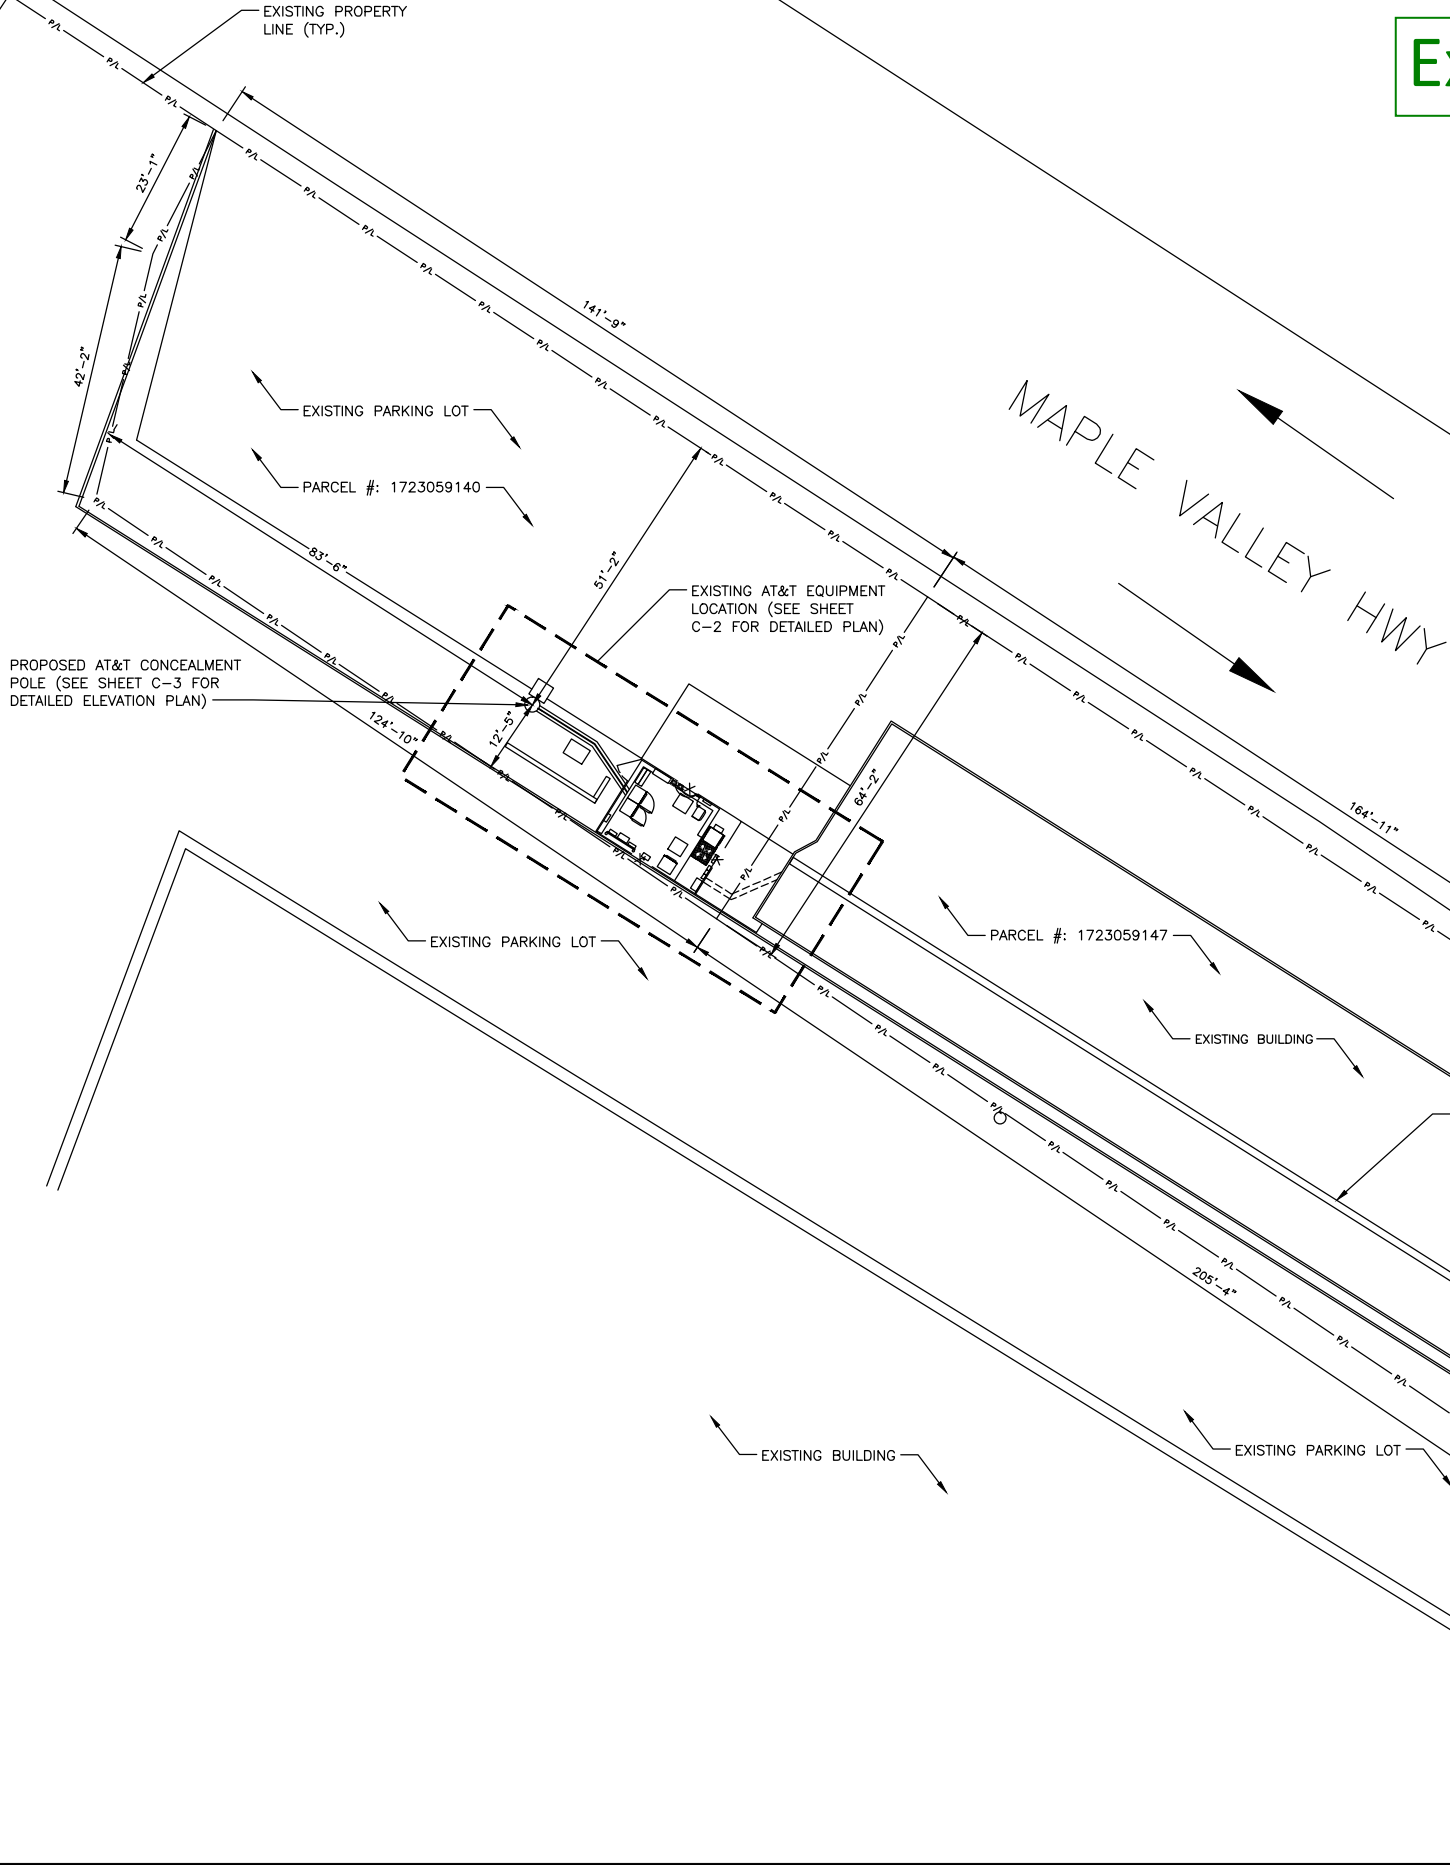 EXISTING PROPERTY
LINE (TYP.)
Ex
P/L
23'-1"
42'-2"
141'-9"
EXISTING PARKING LOT
PARCEL #: 1723059140
83'-6"
51'-2"
MAPLE VALLEY HWY
EXISTING AT&T EQUIPMENT
LOCATION (SEE SHEET
C-2 FOR DETAILED PLAN)
PROPOSED AT&T CONCEALMENT
POLE (SEE SHEET C-3 FOR
DETAILED ELEVATION PLAN)
124'-10"
12'-5"
64'-2"
164'-11"
EXISTING PARKING LOT
PARCEL #: 1723059147
EXISTING BUILDING
205'-4"
EXISTING BUILDING
EXISTING PARKING LOT